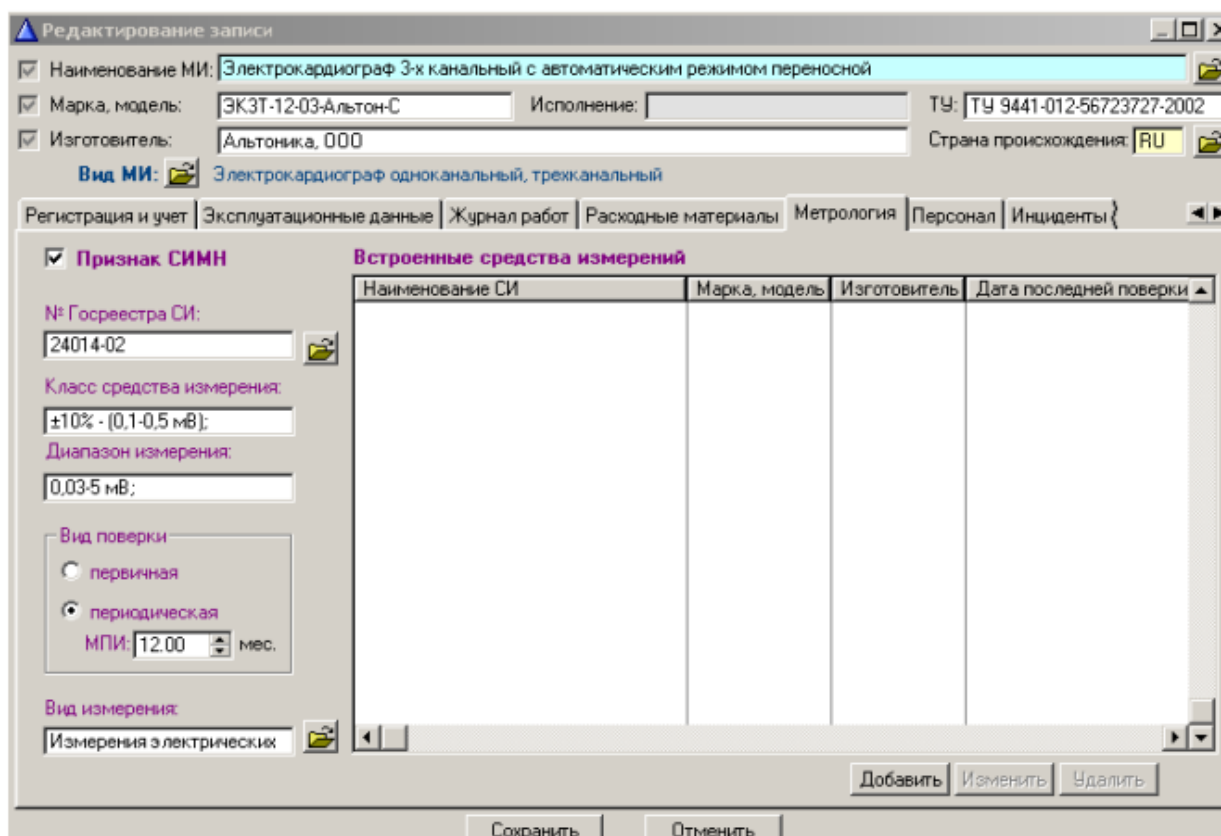 Редактирование записи
Наименование МИ: Электрокардиограф 3-х канальный с автоматическим режимом переносной
Марка, модель: ЭКЗТ-12-03-Альтон-С Исполнение: ТУ: ТУ 9441-012-56723727-2002
Изготовитель: Альтоника, ООО Страна происхождения: RU
Вид МИ: Электрокардиограф одноканальный, трехканальный
Регистрация и учет Эксплуатационные данные Журнал работ Расходные материалы Метрология Персонал Инциденты
Признак СИМН Встроенные средства измерений
Наименование СИ Марка, модель Изготовитель Дата последней поверки
№ Госреестра СИ:
24014-02
Класс средства измерения:
±10% - (0,1-0,5 мВ);
Диапазон измерения:
0,03-5 мВ;
Вид поверки
первичная
периодическая
МПИ: 12.00 мес.
Вид измерения:
Измерения электрических
Добавить Изменить Удалить
Сохранить Отменить